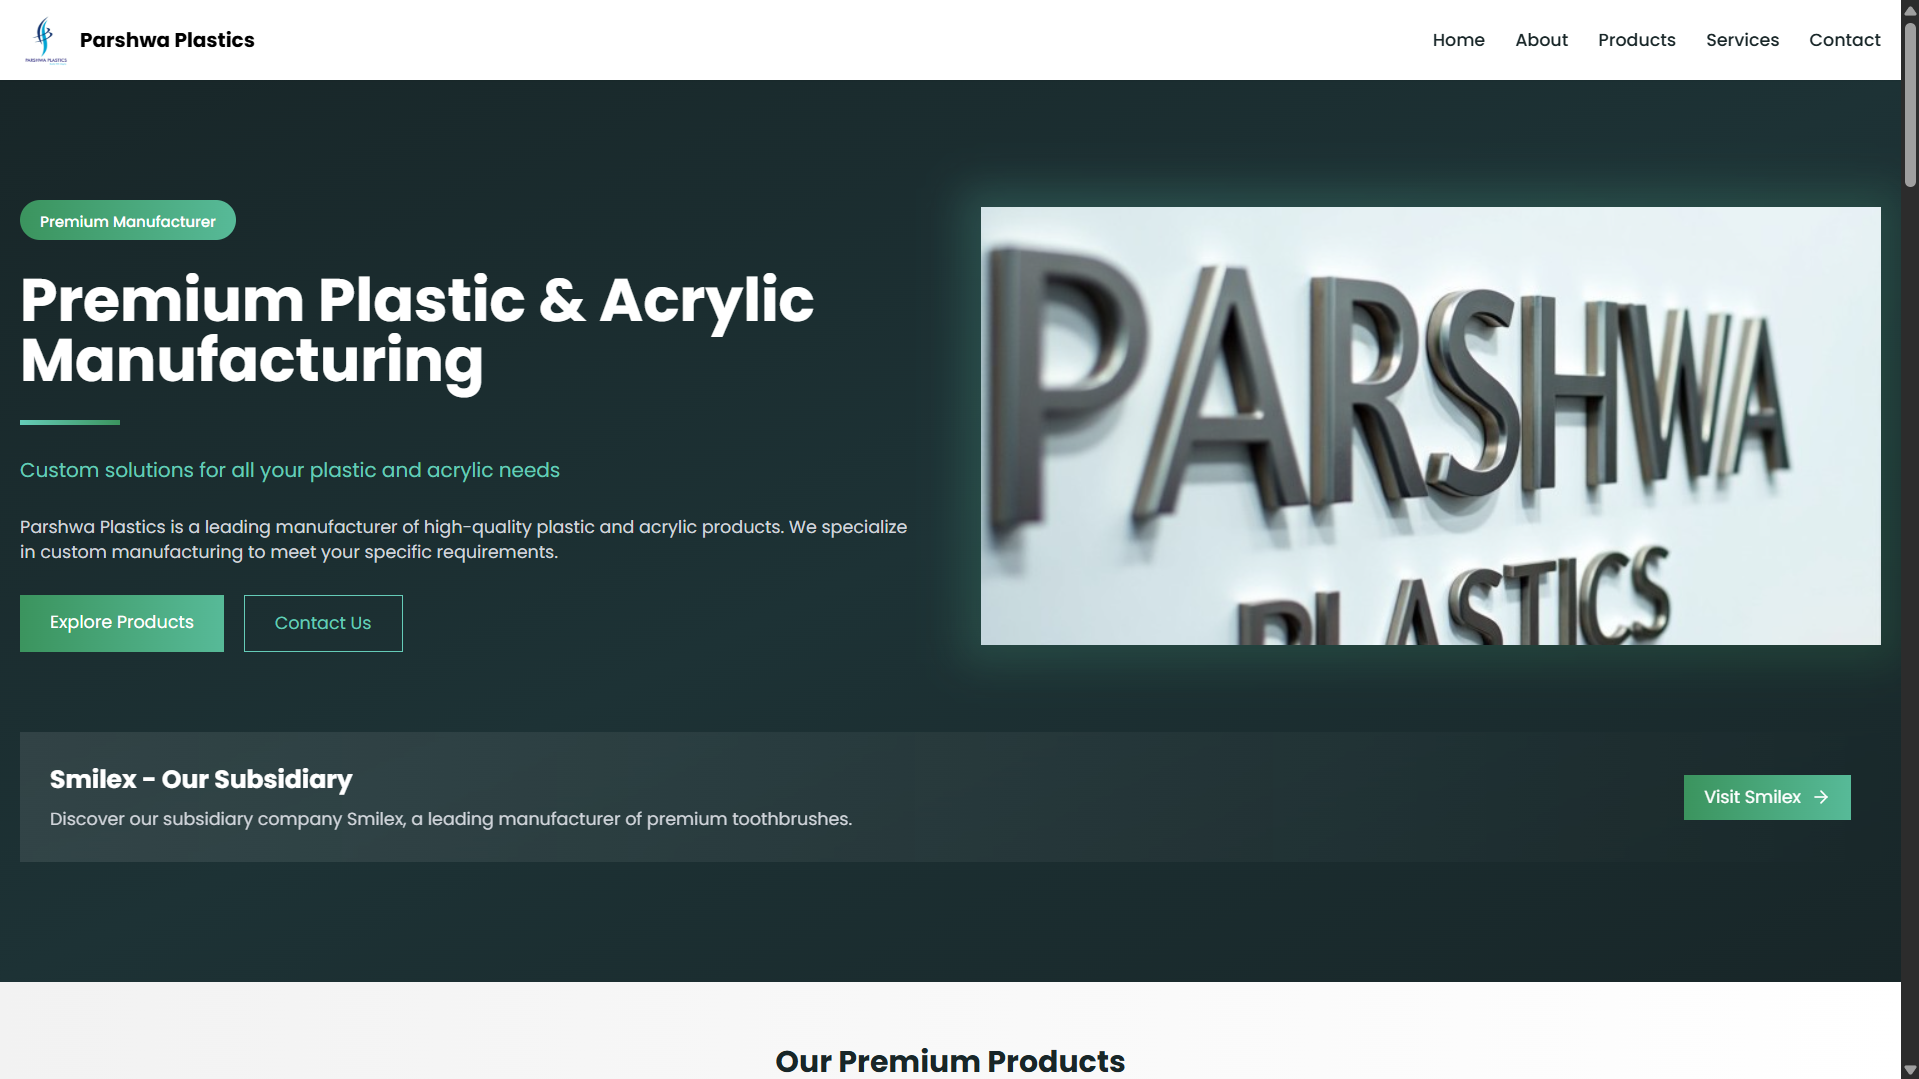 PARSHWA PLASTICS
Parshwa Plastics
Home
About
Products
Services
Contact
Premium Manufacturer
Premium Plastic & Acrylic
Manufacturing
Custom solutions for all your plastic and acrylic needs
Parshwa Plastics is a leading manufacturer of high-quality plastic and acrylic products. We specialize
in custom manufacturing to meet your specific requirements.
Explore Products
Contact Us
PARSHWA
PLASTICS
Smilex - Our Subsidiary
Discover our subsidiary company Smilex, a leading manufacturer of premium toothbrushes.
Visit Smilex →
Our Premium Products